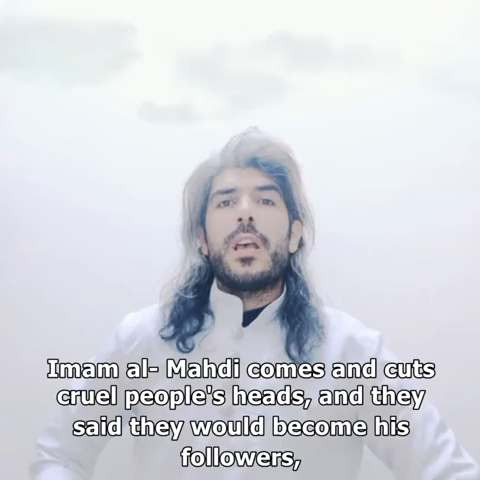 Imam al- Mahdi comes and cuts
cruel people's heads, and they
said they would become his
followers,